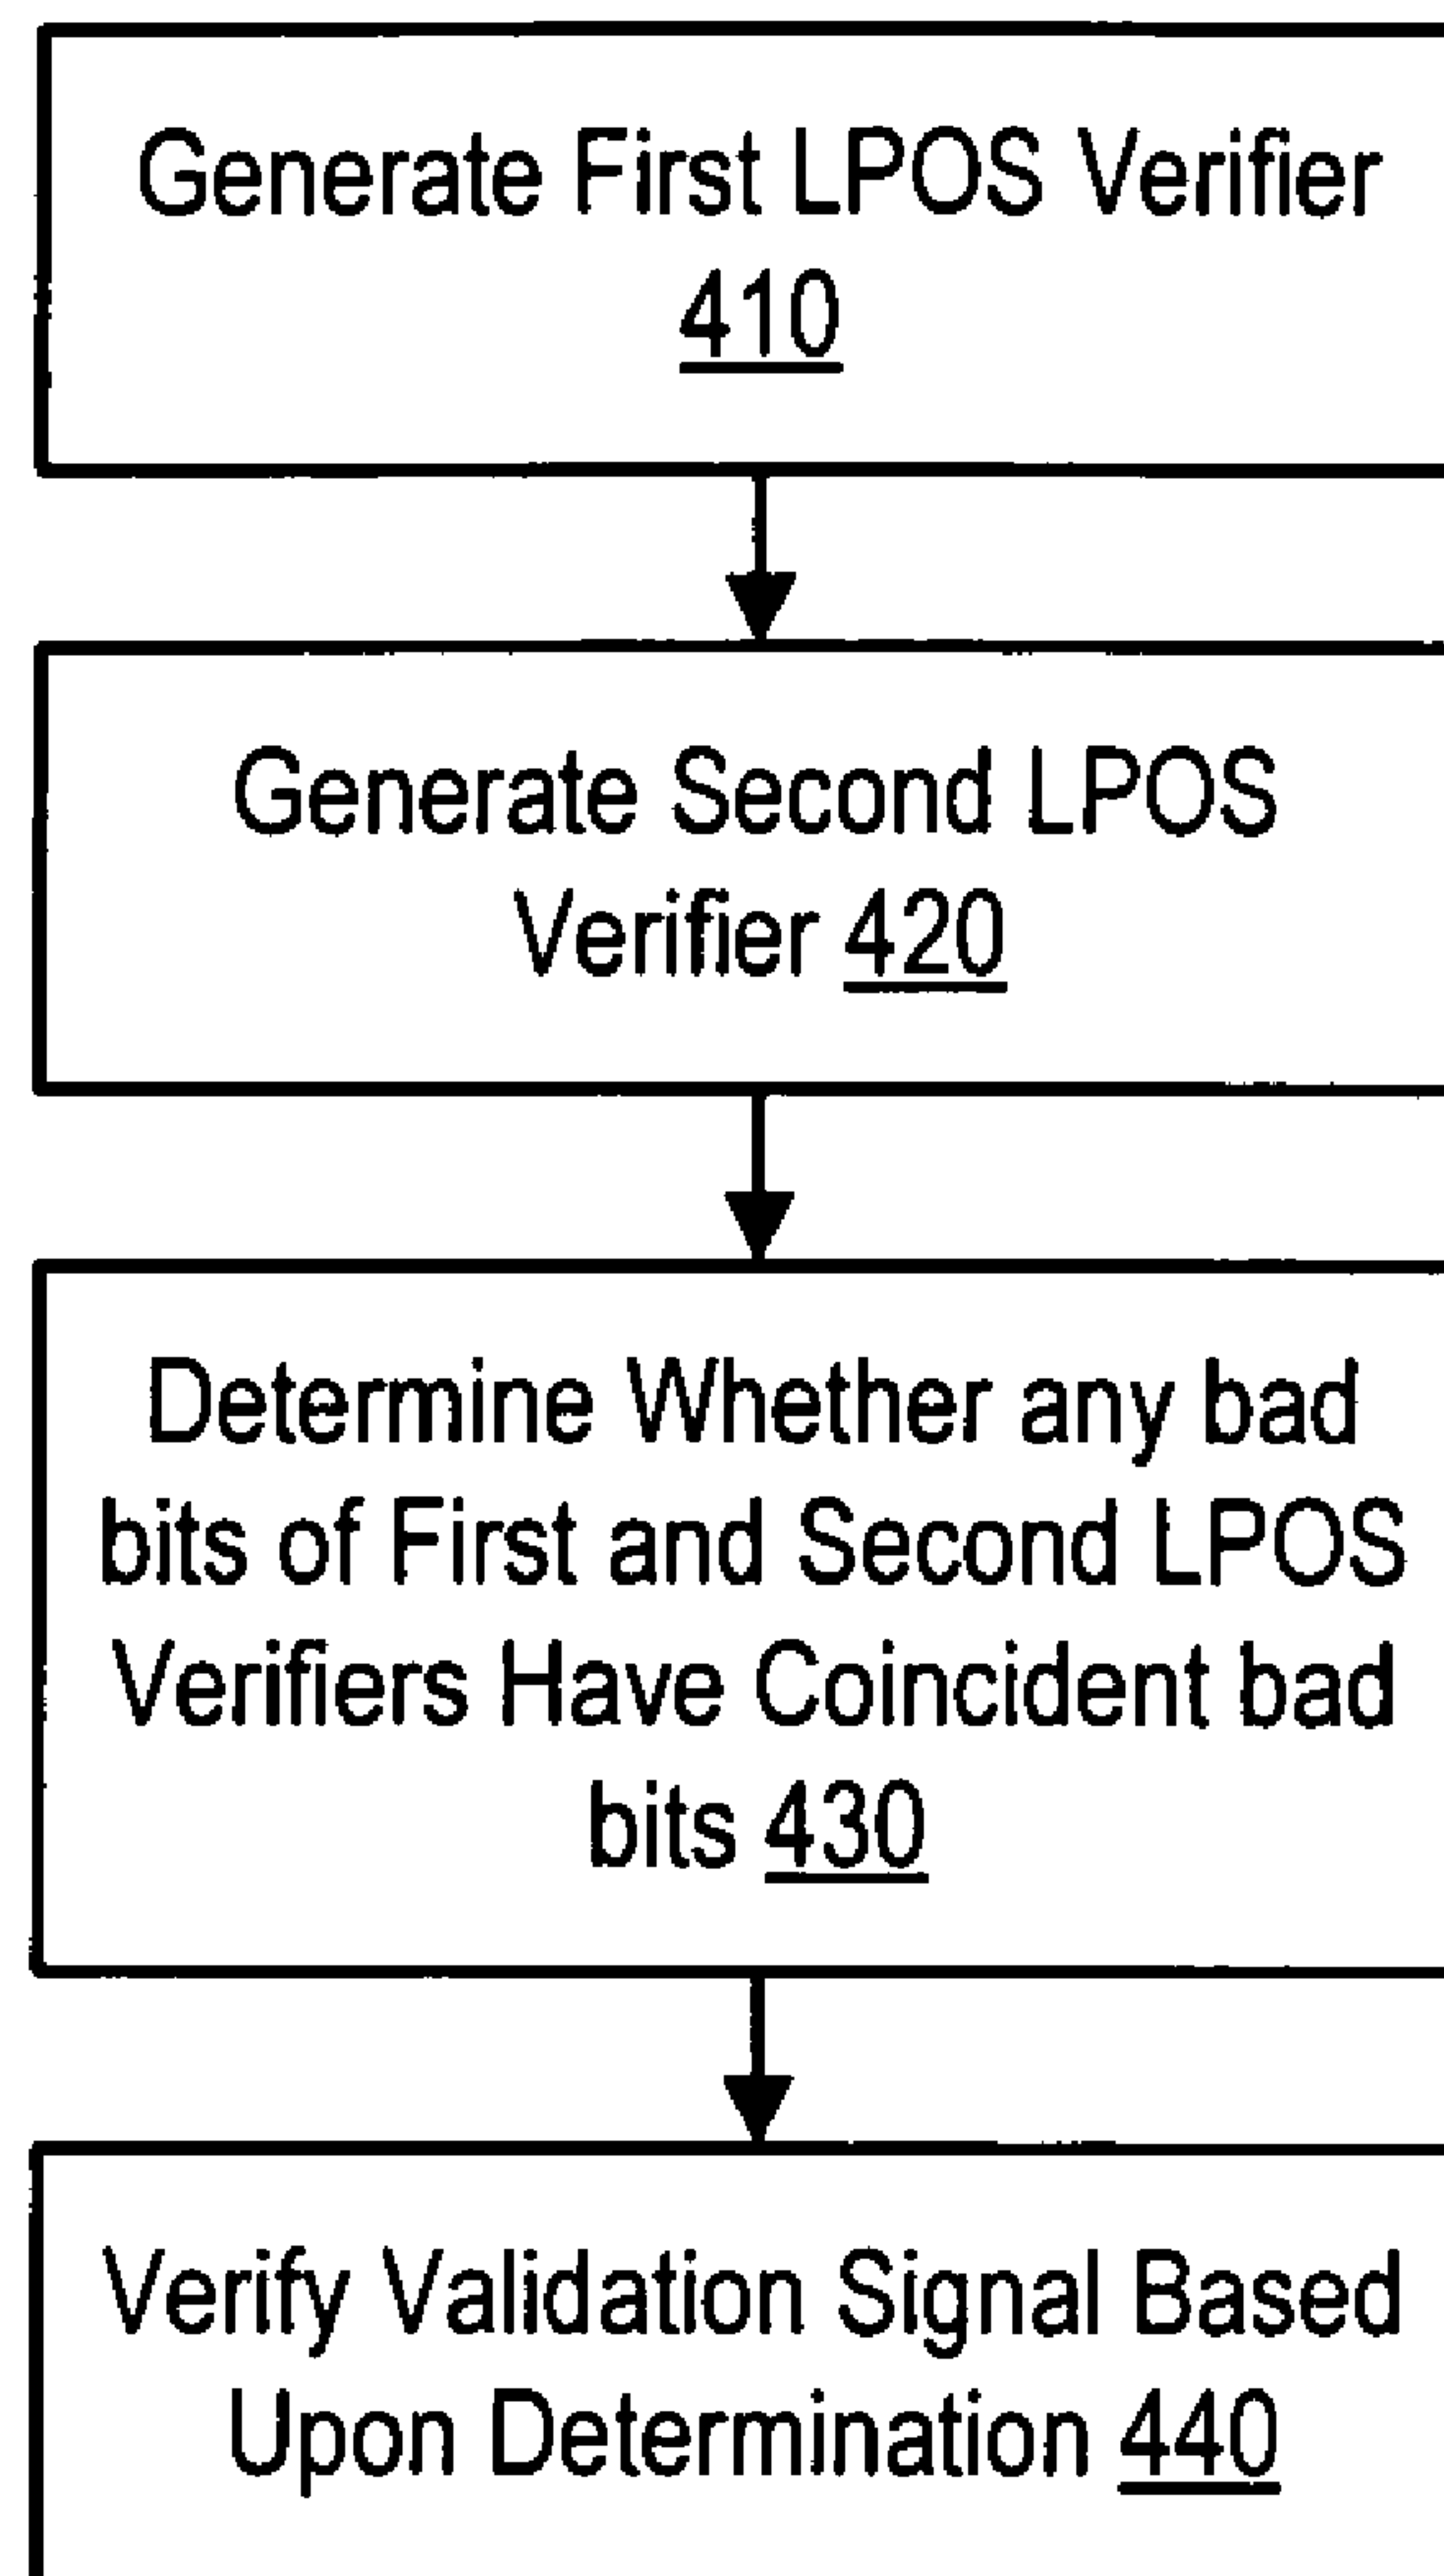 Generate First LPOS Verifier
410
Generate Second LPOS
Verifier 420
Determine Whether any bad
bits of First and Second LPOS
Verifiers Have Coincident bad
bits 430
Verify Validation Signal Based
Upon Determination 440